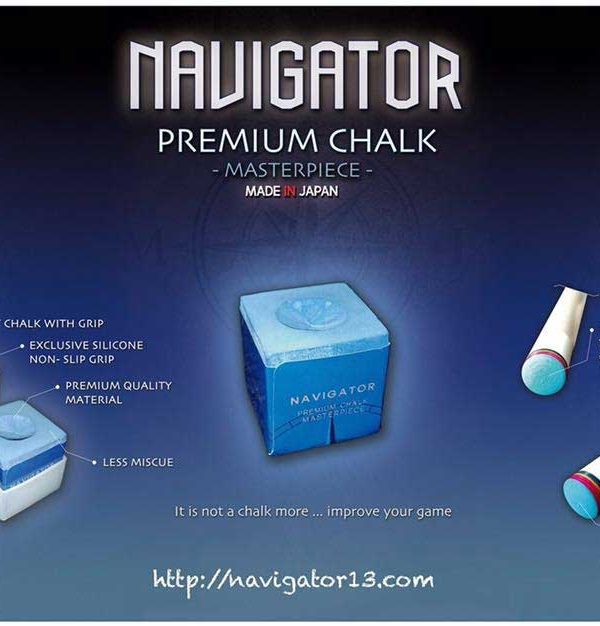 NAVIGATOR
PREMIUM CHALK
- MASTERPIECE -
MADE IN JAPAN
CHALK WITH GRIP
EXCLUSIVE SILICONE
NON- SLIP GRIP
PREMIUM QUALITY
MATERIAL
LESS MISCUE
NAVIGATOR
PREMIUM CHALK
MASTERPIECE
It is not a chalk more ... improve your game
http://navigator13.com